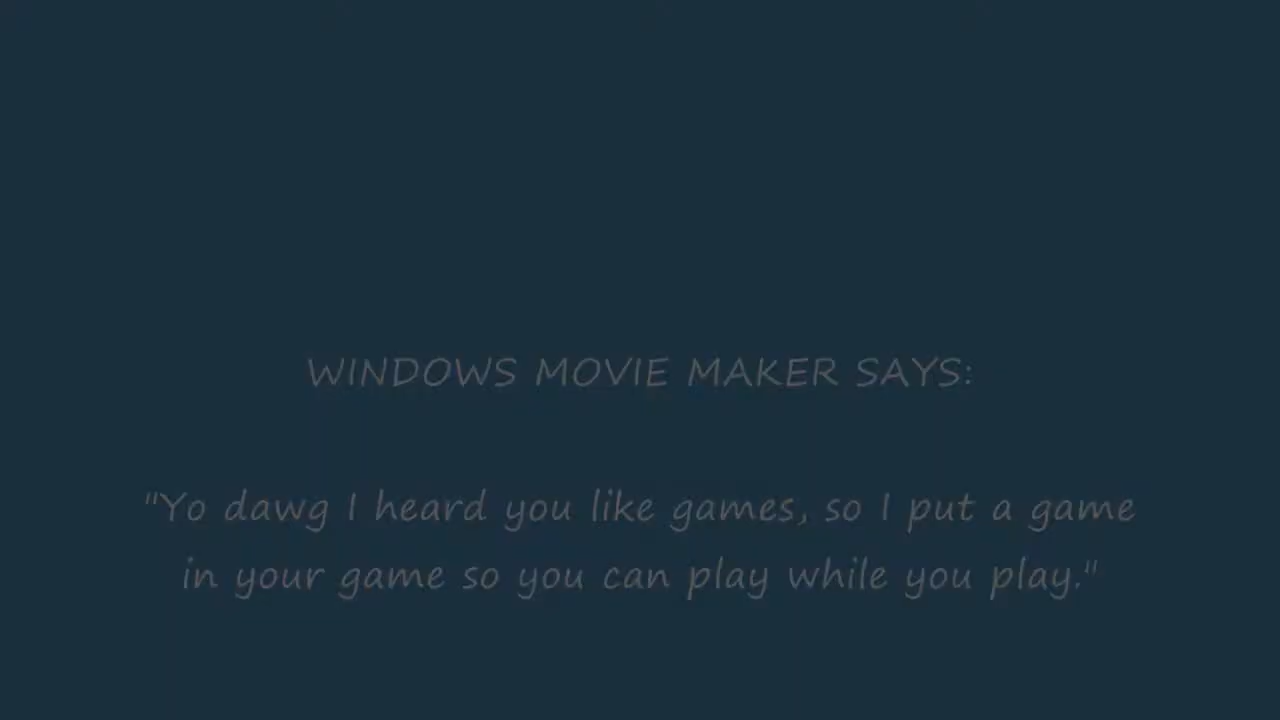 WINDOWS MOVIE MAKER SAYS:
"Yo dawg I heard you like games, so I put a game
in your game so you can play while you play."